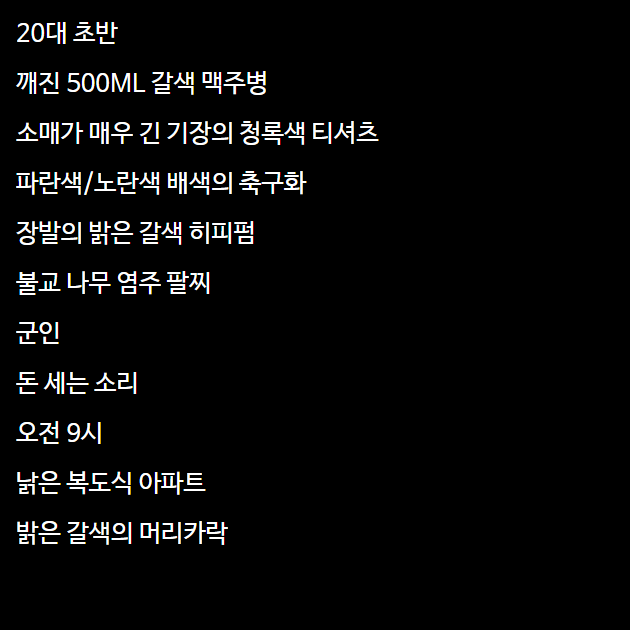 20대 초반
깨진 500ML 갈색 맥주병
소매가 매우 긴 기장의 청록색 티셔츠
파란색/노란색 배색의 축구화
장발의 밝은 갈색 히피펌
불교 나무 염주 팔찌
군인
돈 세는 소리
오전 9시
낡은 복도식 아파트
밝은 갈색의 머리카락